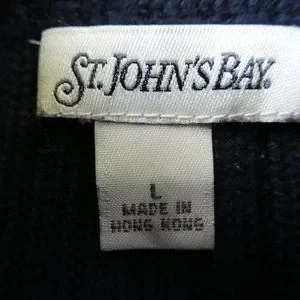 ST. JOHN'S BAY.
L
MADE IN
HONG KONG